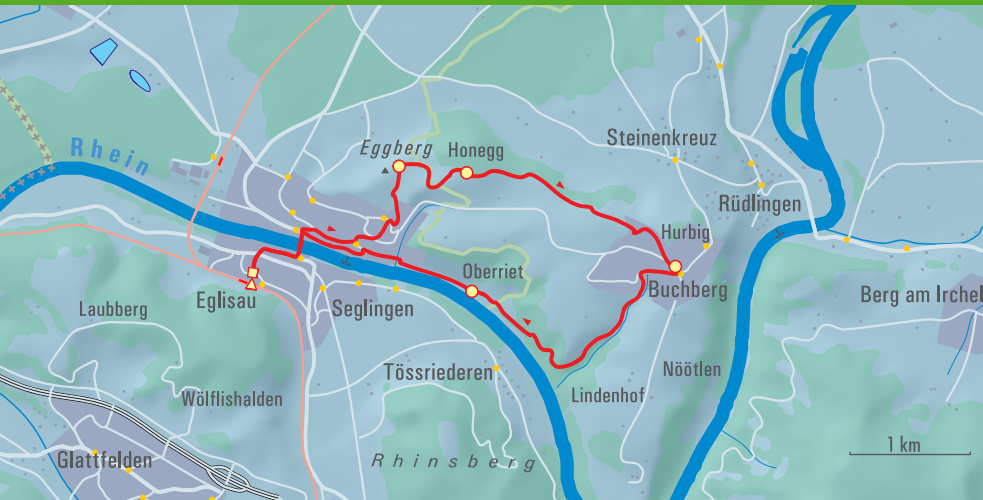 Rhein
Eggberg
Honegg
Steinenkreuz
Rüdlingen
Hurbig
Oberriet
Buchberg
Berg am Irchel
Eglisau
Seglingen
Laubberg
Tössriederen
Nöötlen
Wölflishalden
Lindenhof
Glattfelden
Rhinsberg
1 km